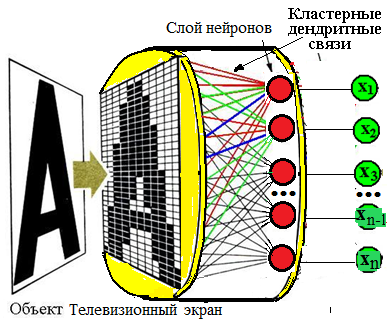 Кластерные
дендритные
связи
Слой нейронов
А
А
x1
x2
x3
...
xn-1
...
xn
Объект Телевизионный экран